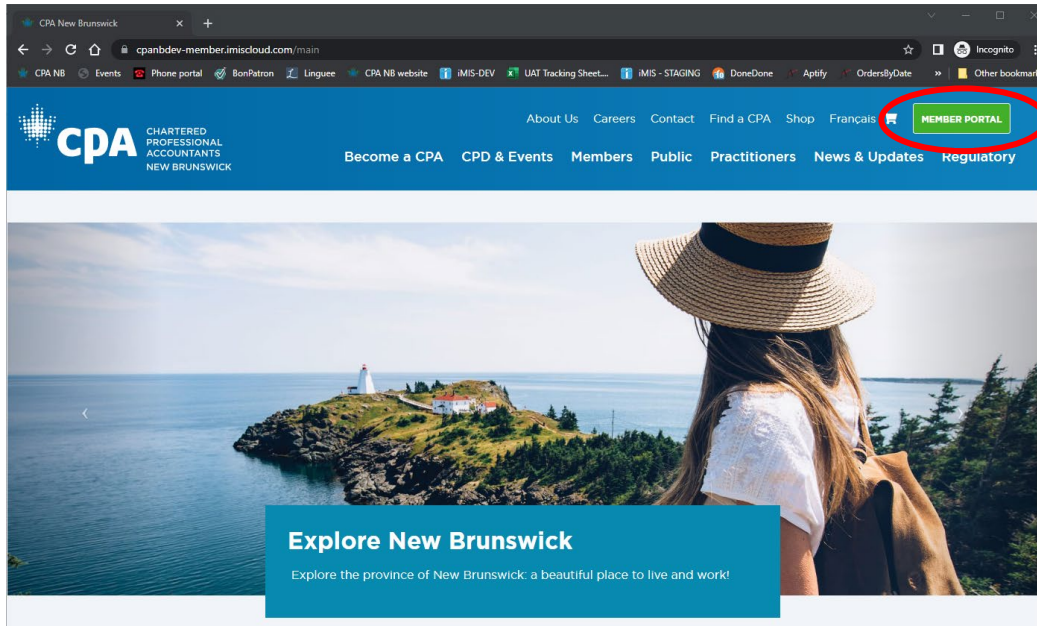 CPA New Brunswick
cpanbdev-member.imiscloud.com/main
Incognito
CPA NB Events Phone portal BonPatron Linguee CPA NB website iMIS-DEV UAT Tracking Sheet.... iMIS - STAGING DoneDone Aptify OrdersByDate » Other bookmark
About Us Careers Contact Find a CPA Shop Français MEMBER PORTAL
CPA CHARTERED
PROFESSIONAL
ACCOUNTANTS
NEW BRUNSWICK
Become a CPA CPD & Events Members Public Practitioners News & Updates Regulatory
Explore New Brunswick
Explore the province of New Brunswick: a beautiful place to live and work!